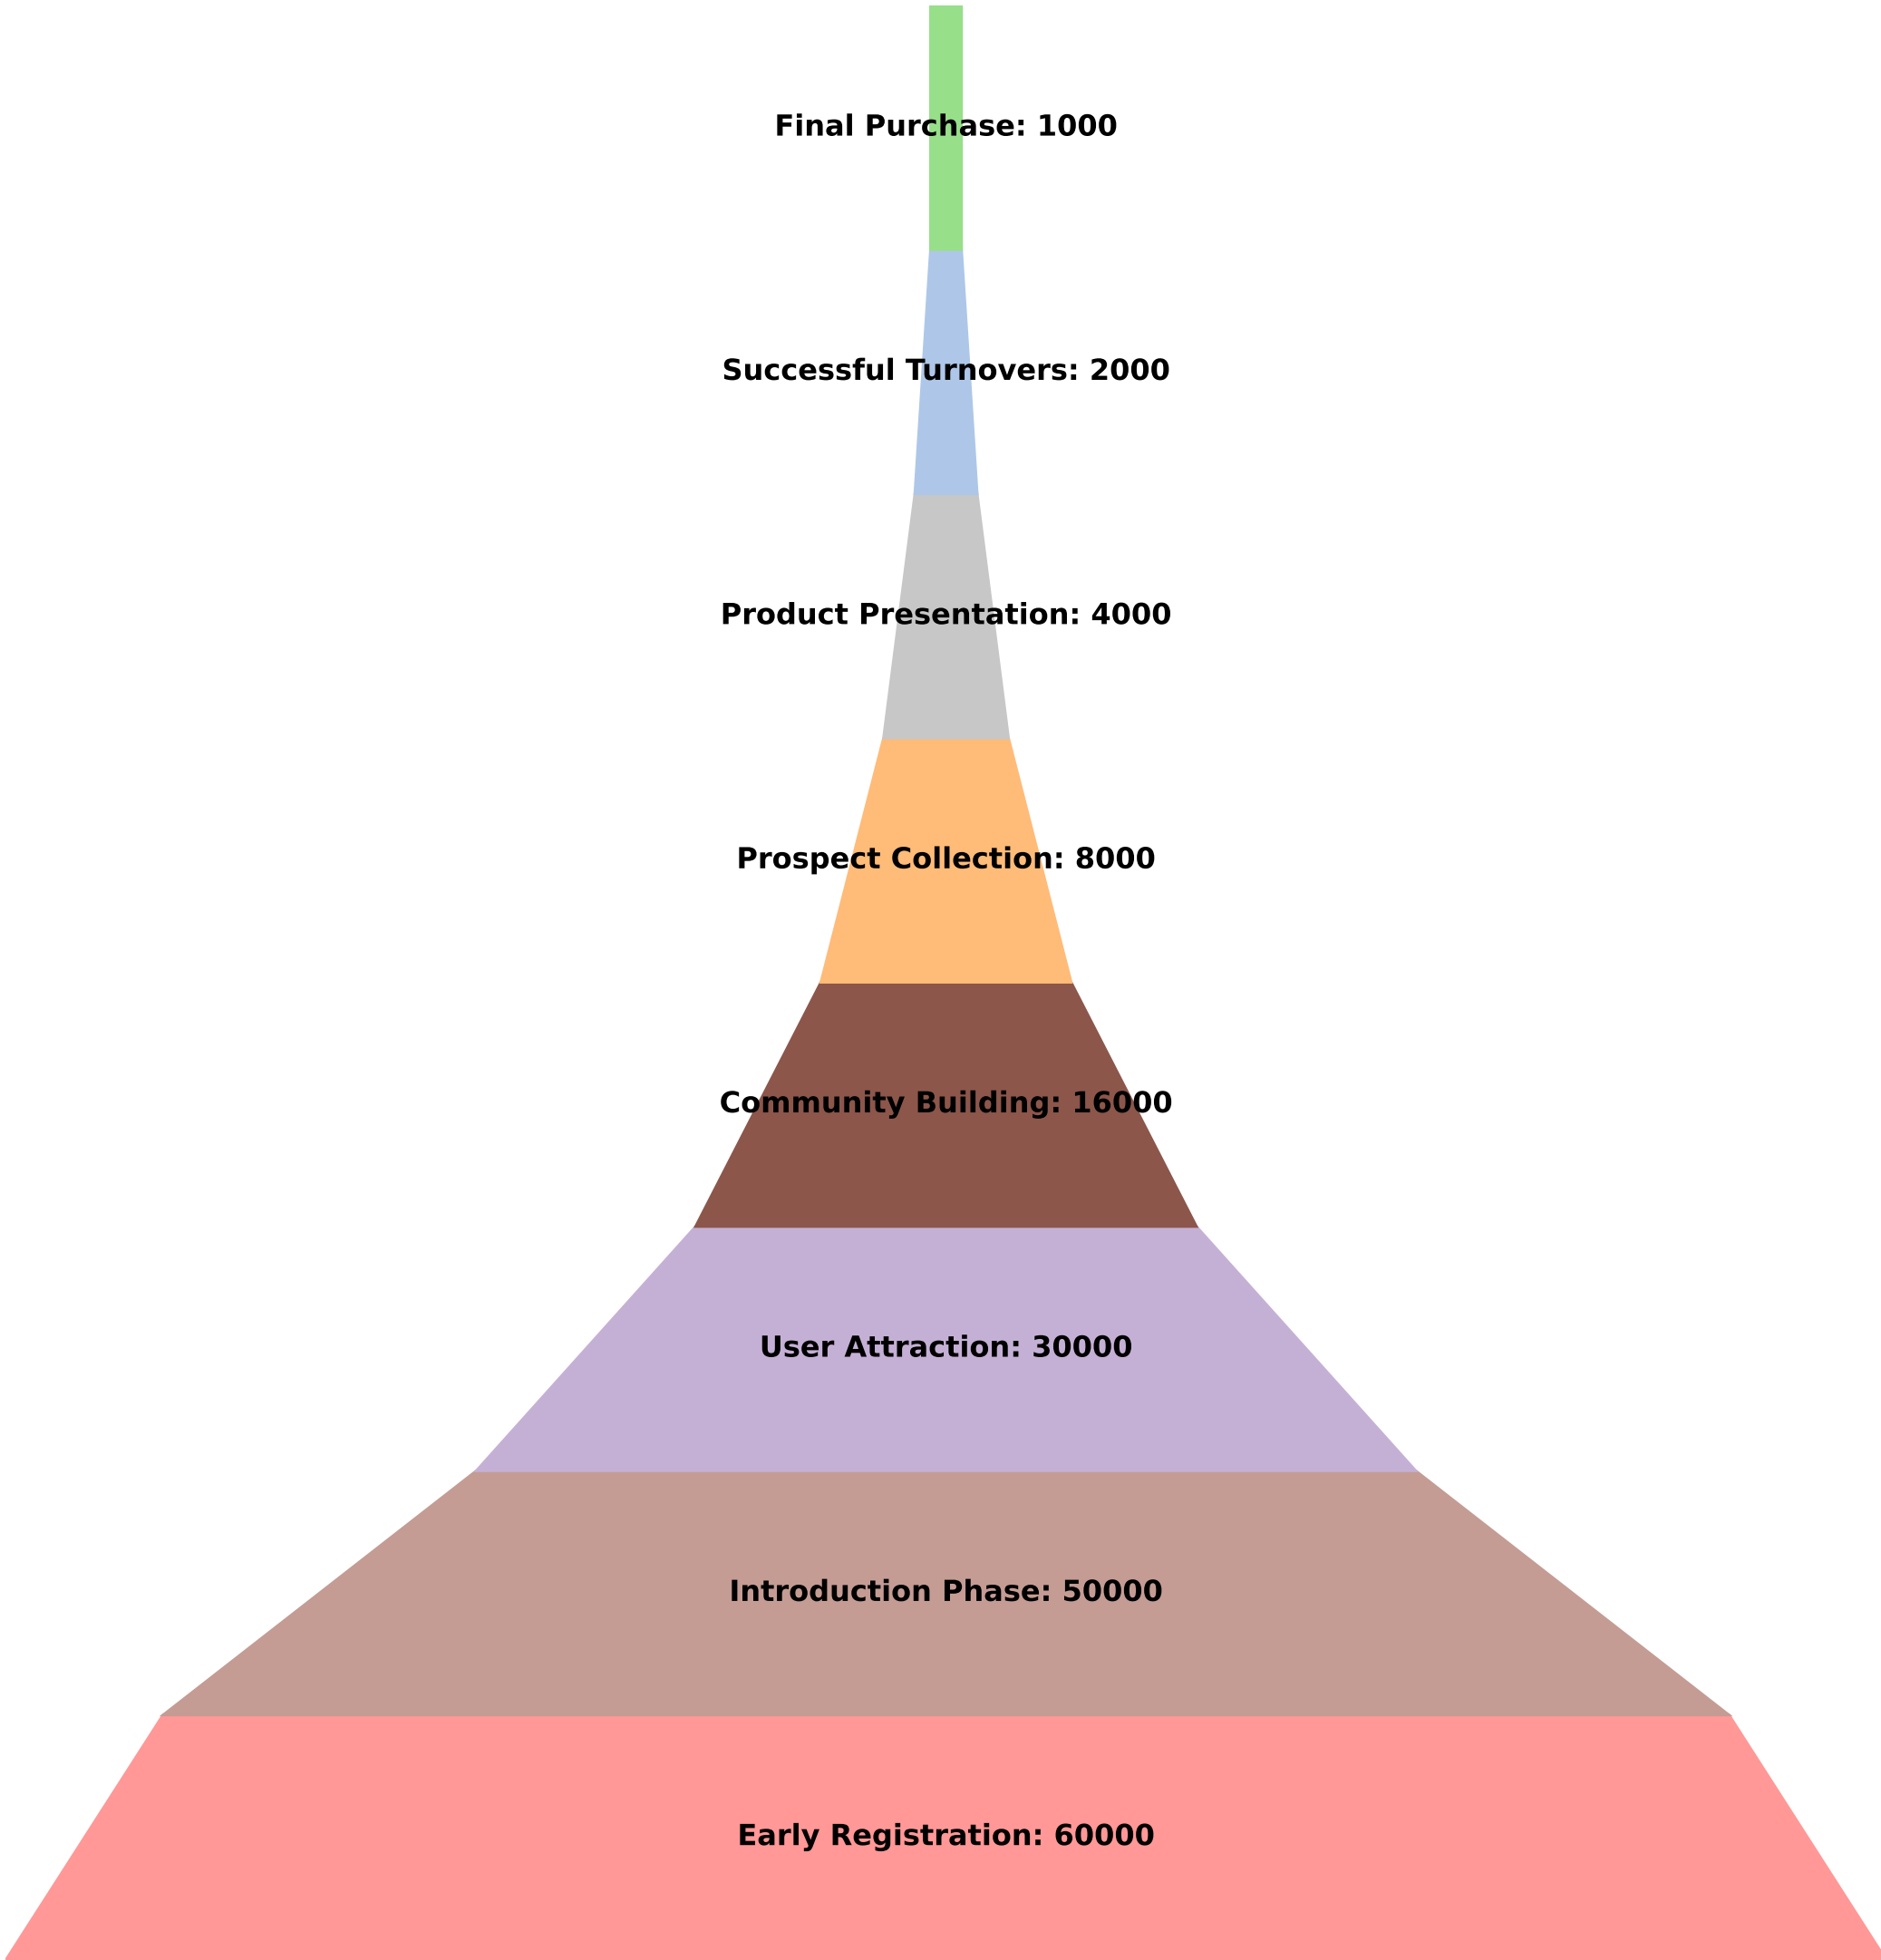 Final Purchase: 1000
Successful Turnovers: 2000
Product Presentation: 4000
Prospect Collection: 8000
Community Building: 16000
User Attraction: 30000
Introduction Phase: 50000
Early Registration: 60000